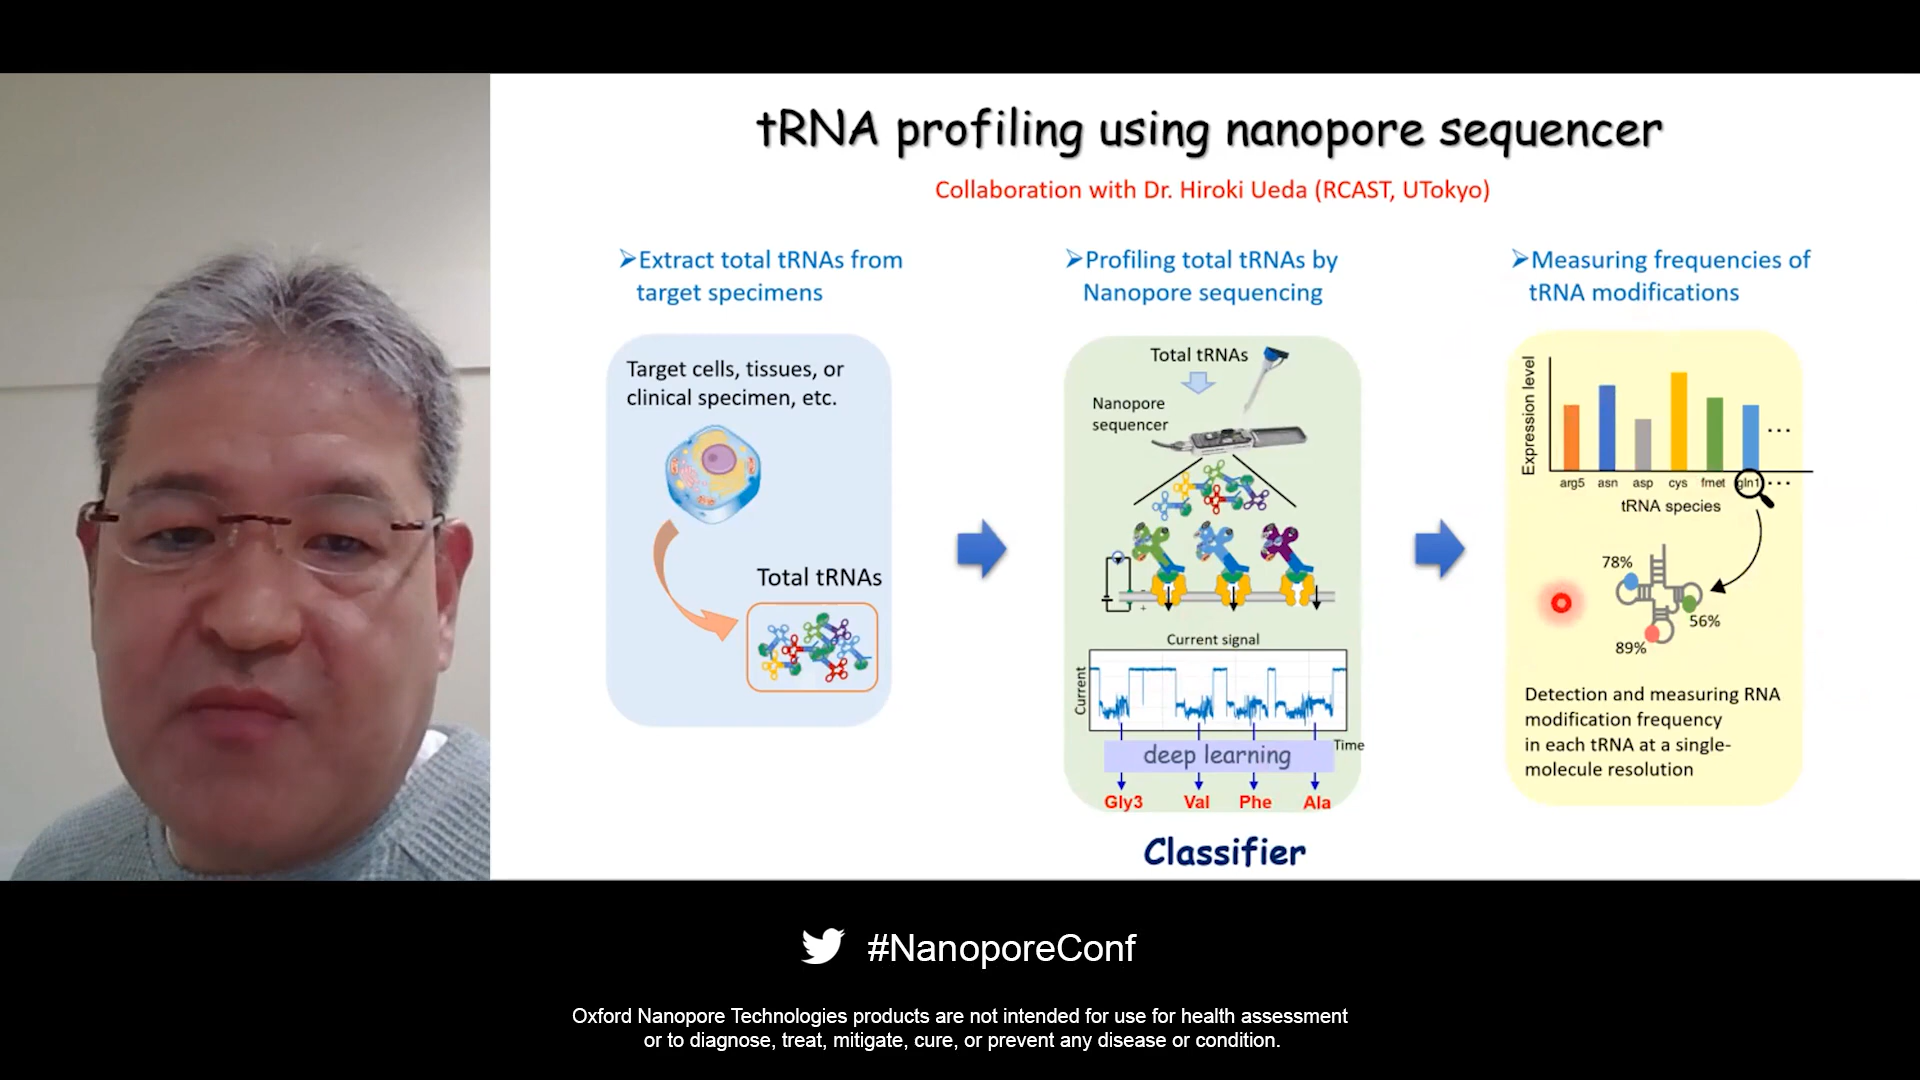 tRNA profiling using nanopore sequencer
Collaboration with Dr. Hiroki Ueda (RCAST, UTokyo)
➢Extract total tRNAs from
target specimens
Target cells, tissues, or
clinical specimen, etc.
Total tRNAs
➢Profiling total tRNAs by
Nanopore sequencing
Total tRNAs
Nanopore
sequencer
- +
Current signal
Current
Time
deep learning
Gly3 Val Phe Ala
Classifier
➢Measuring frequencies of
tRNA modifications
Expression level
...
arg5 asn asp cys fmet gln1 ...
tRNA species
78%
56%
89%
Detection and measuring RNA
modification frequency
in each tRNA at a single-
molecule resolution
#NanoporeConf
Oxford Nanopore Technologies products are not intended for use for health assessment
or to diagnose, treat, mitigate, cure, or prevent any disease or condition.